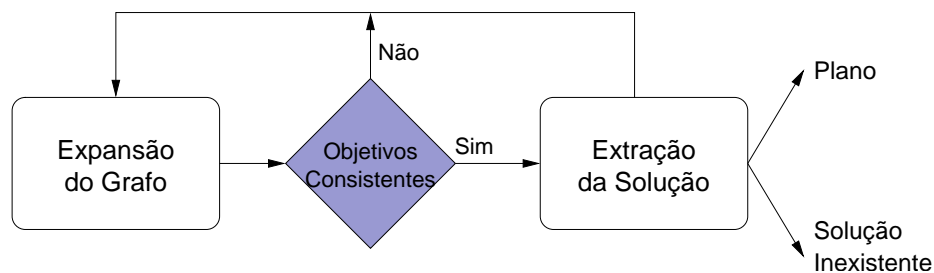 Não
Plano
Expansão
do Grafo
Objetivos
Consistentes
Sim
Extração
da Solução
Solução
Inexistente